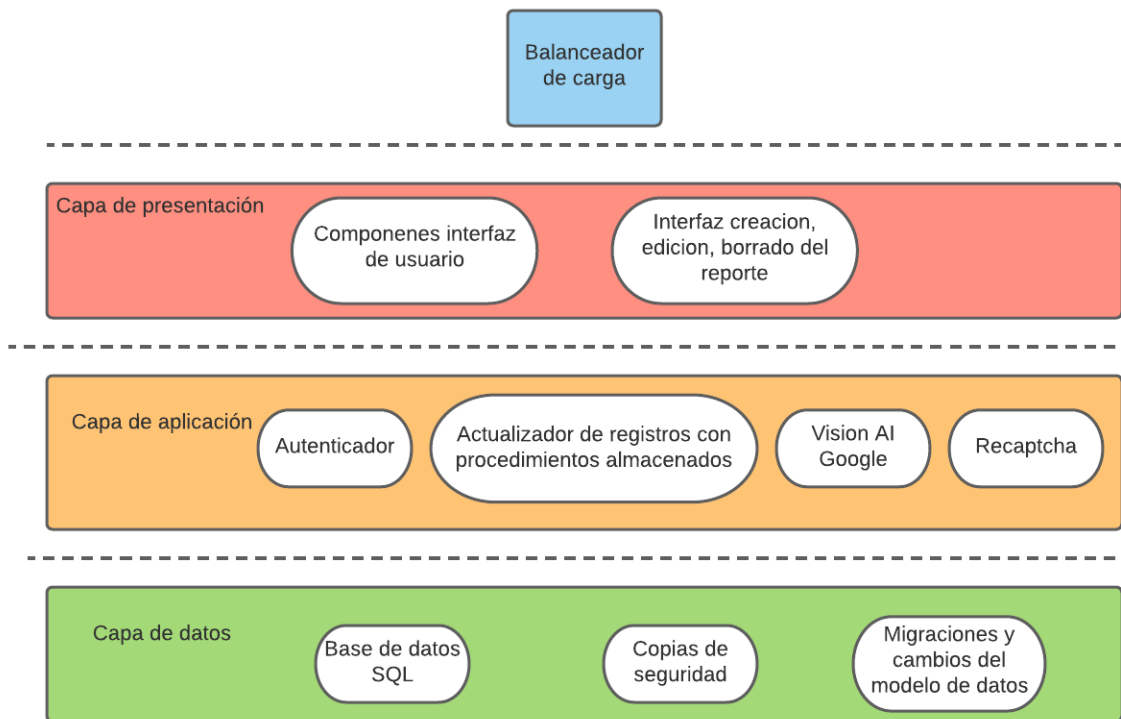 Balanceador
de carga
Capa de presentación
Componenes interfaz
de usuario
Interfaz creacion,
edicion, borrado del
reporte
Capa de aplicación
Autenticador
Actualizador de registros con
procedimientos almacenados
Vision AI
Google
Recaptcha
Capa de datos
Base de datos
SQL
Copias de
seguridad
Migraciones y
cambios del
modelo de datos